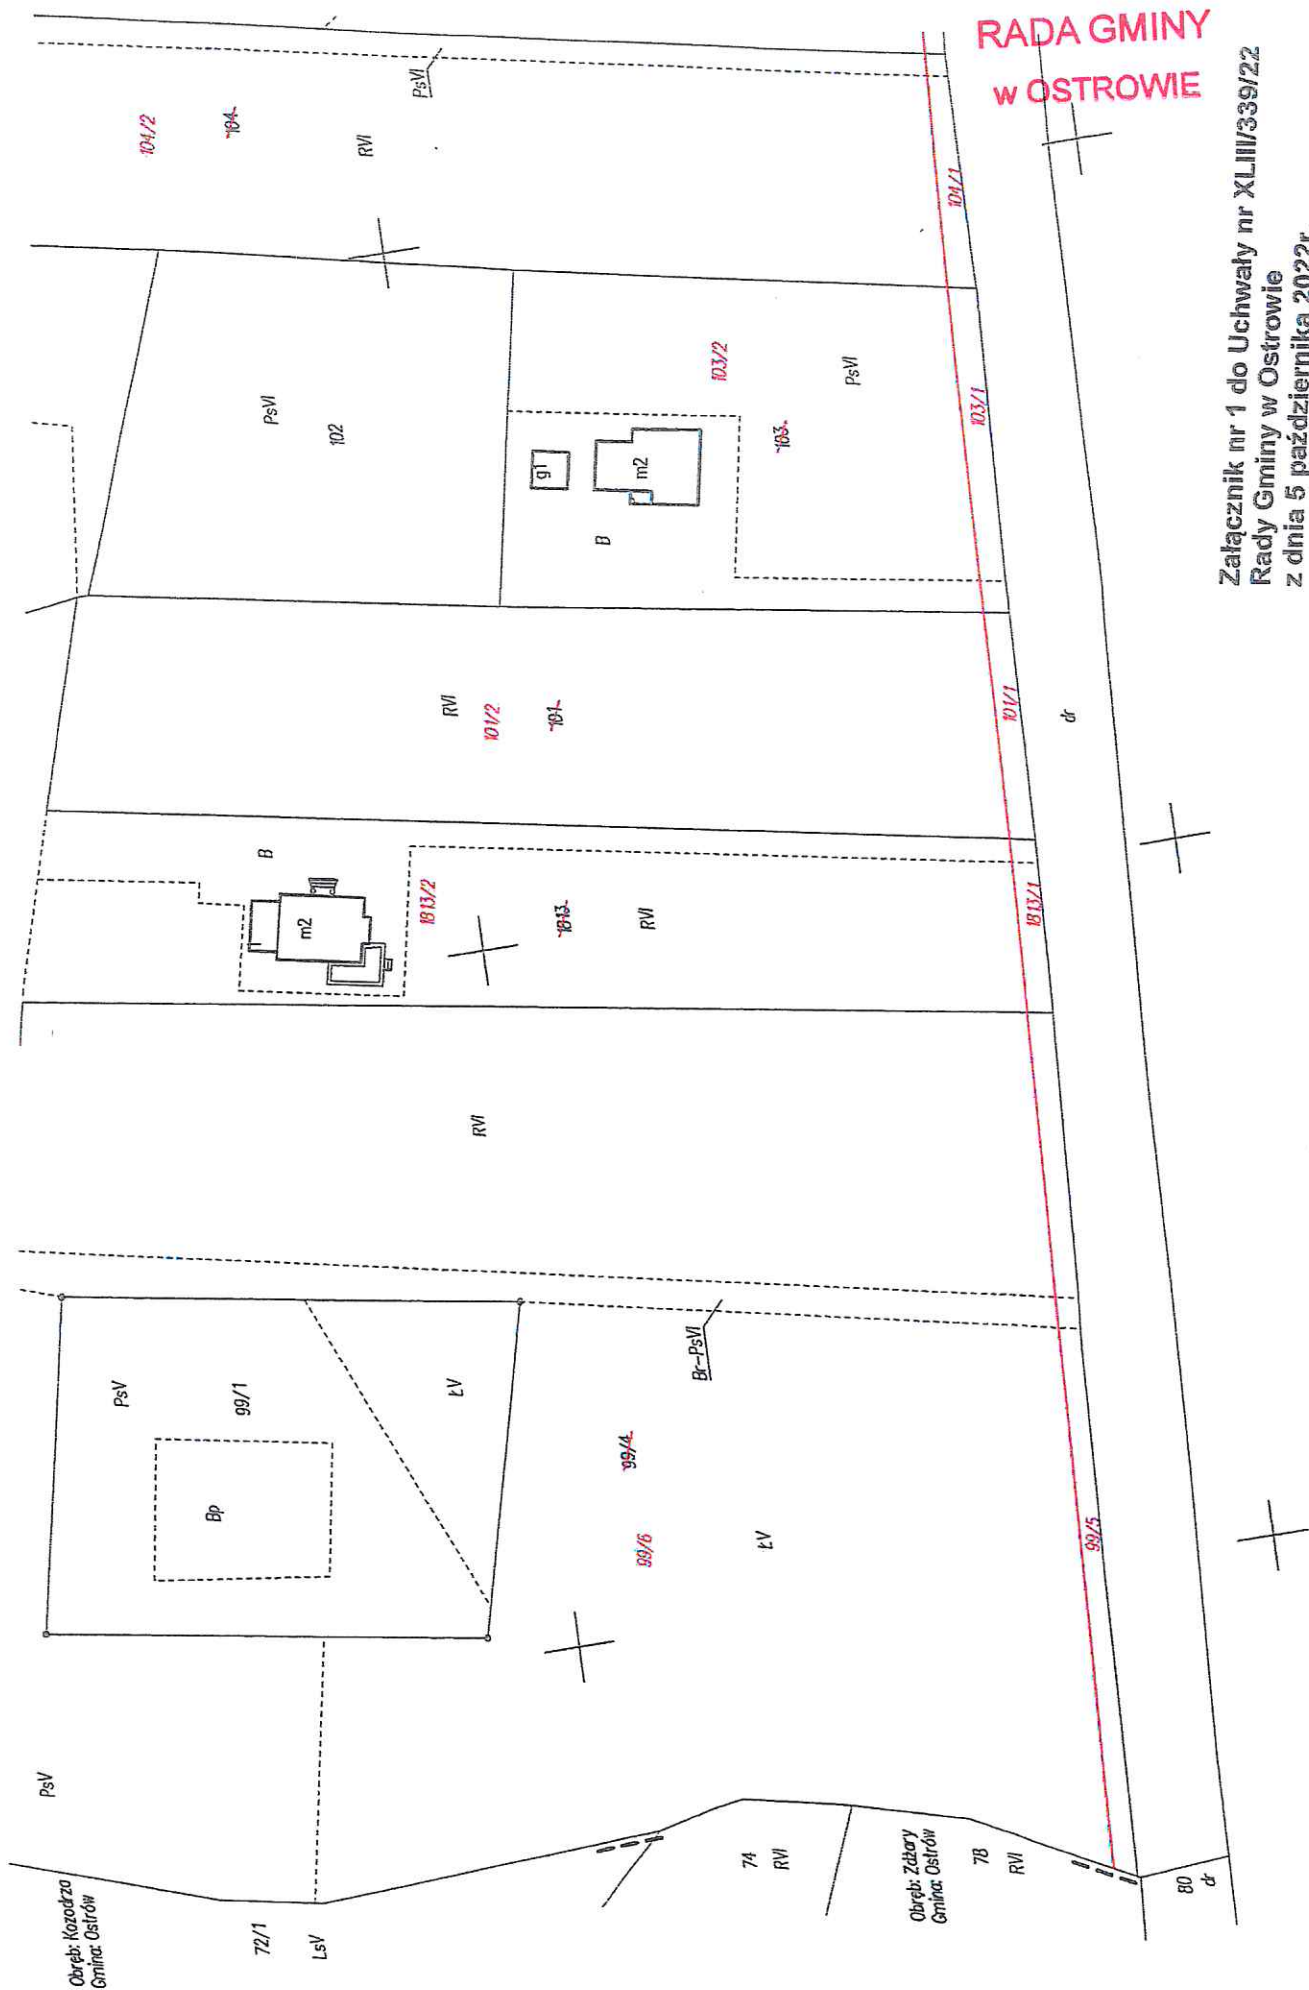 RADA GMINY
w OSTROWIE
Załącznik nr 1 do Uchwały nr XLIII/339/22
Rady Gminy w Ostrowie
z dnia 5 października 2022r.
PsVI
104/2
104
RVI
104/1
PsVI
102
103/2
PsVI
103
103/1
g1
m2
B
RVI
101/2
101
101/1
dr
B
m2
1813/2
1813
RVI
1813/1
RVI
Br-PsVI
PsV
99/1
ŁV
Bp
99/4
99/6
ŁV
99/5
PsV
Obręb: Kozodrza
Gmina: Ostrów
72/1
LsV
74
RVI
Obręb: Zdżary
Gmina: Ostrów
78
RVI
80
dr